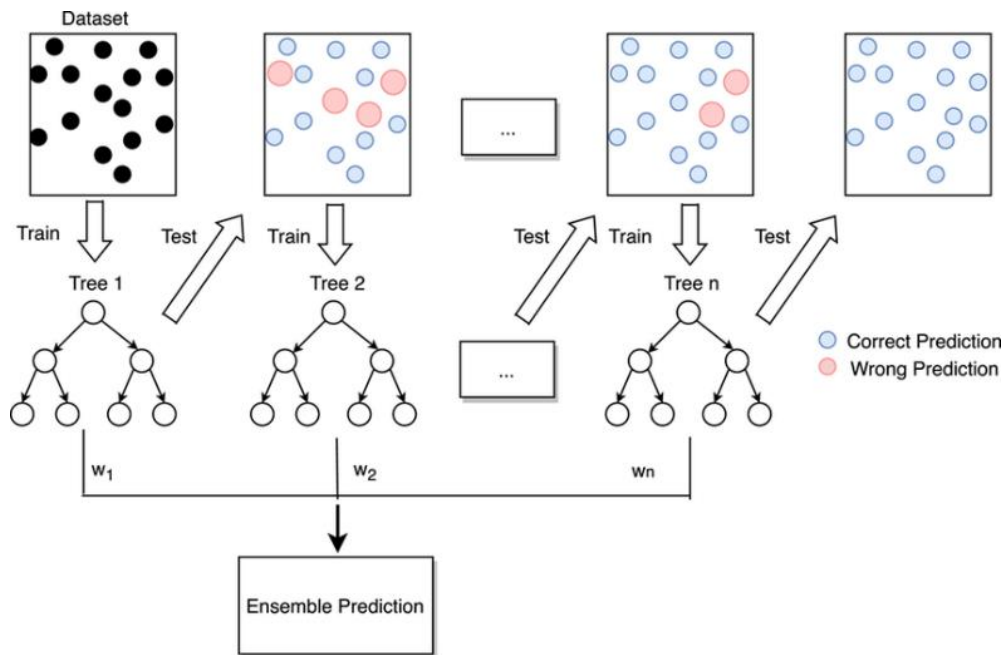 Dataset
...
Train
Test
Train
Test
Train
Test
Tree 1
Tree 2
Tree n
...
Correct Prediction
Wrong Prediction
w1
w2
wn
Ensemble Prediction